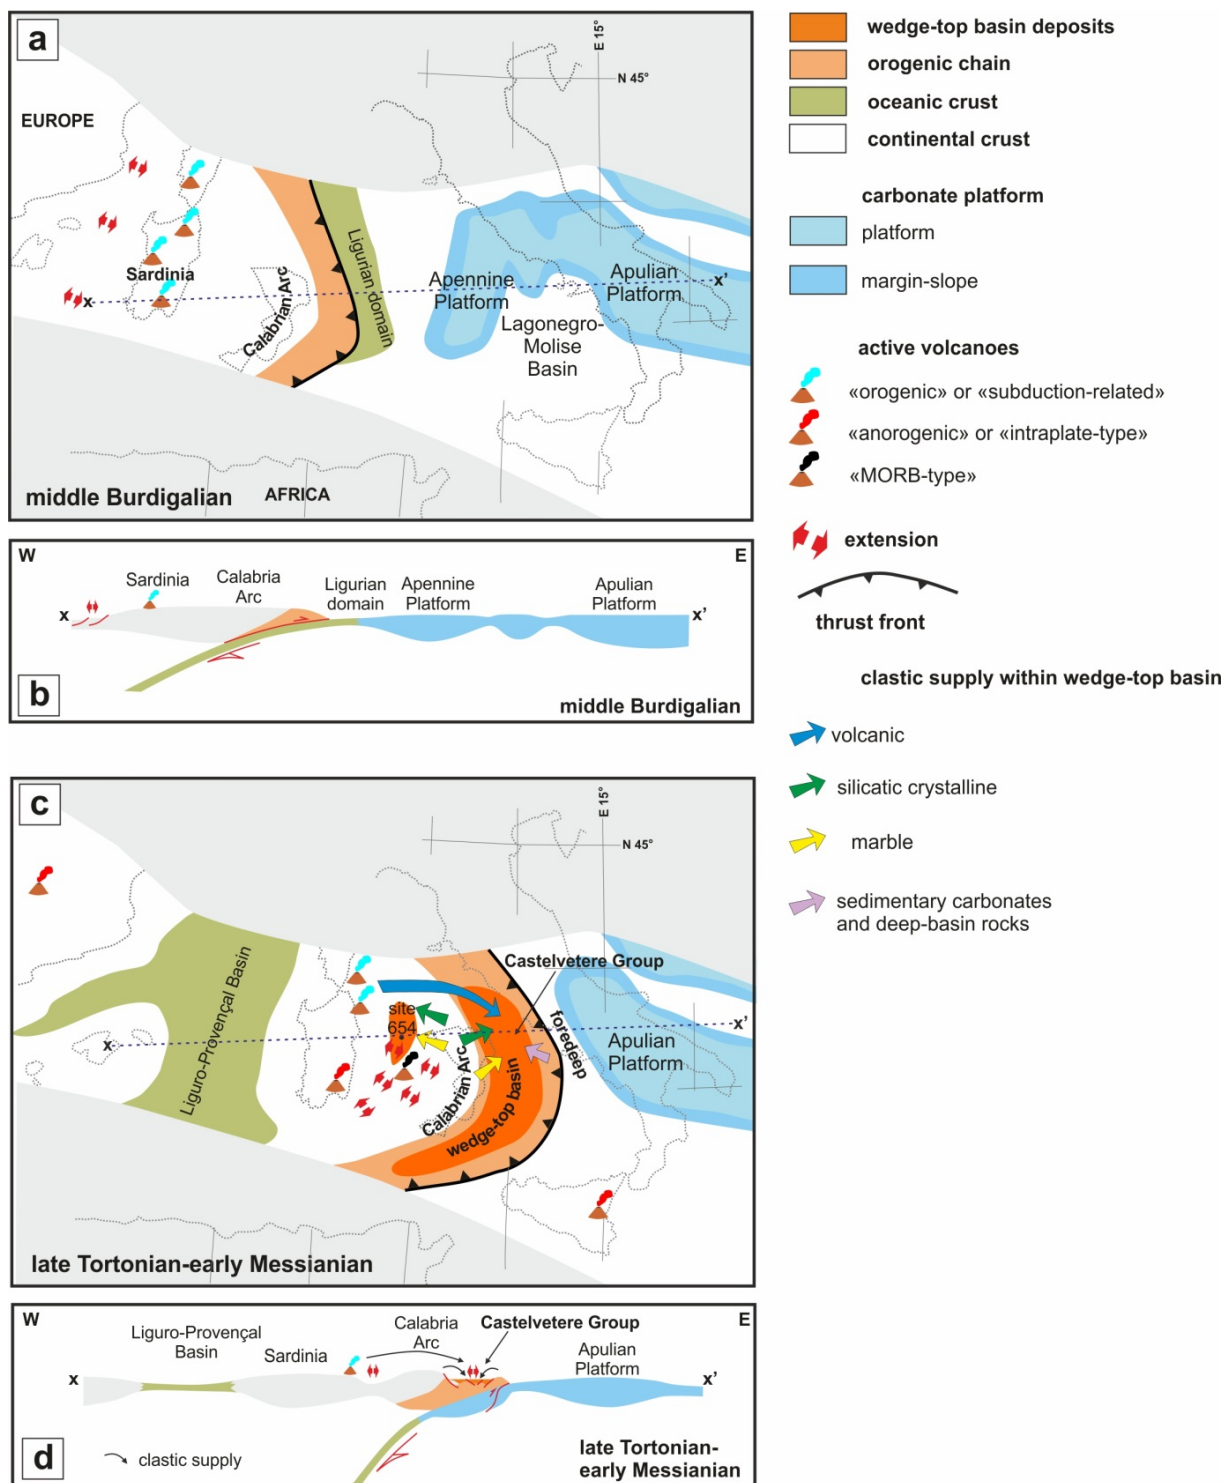 a
EUROPE
E 15°
N 45°
Sardinia
x
Calabrian Arc
Ligurian domain
Apennine
Platform
Apulian
Platform
x'
Lagonegro-
Molise
Basin
AFRICA
middle Burdigalian
W
E
Sardinia
Calabria
Arc
Ligurian
domain
Apennine
Platform
Apulian
Platform
x
x'
b
middle Burdigalian
c
E 15°
N 45°
Liguro-Provençal Basin
x
site
654
Castelvetere Group
Calabrian Arc
wedge-top basin
foredeep
x'
Apulian
Platform
late Tortonian-early Messianian
W
E
Liguro-Provençal
Basin
Sardinia
Calabria
Arc
Castelvetere Group
Apulian
Platform
x
x'
d
clastic supply
late Tortonian-
early Messianian
wedge-top basin deposits
orogenic chain
oceanic crust
continental crust
carbonate platform
platform
margin-slope
active volcanoes
«orogenic» or «subduction-related»
«anorogenic» or «intraplate-type»
«MORB-type»
extension
thrust front
clastic supply within wedge-top basin
volcanic
silicatic crystalline
marble
sedimentary carbonates
and deep-basin rocks